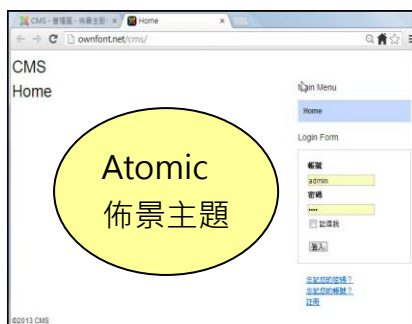 CMS - 管理區 - 佈景主題
Home
ownfont.net/cms/
CMS
Home
Main Menu
Home
Login Form
帳號
admin
密碼
••••
記得我
登入
忘記您的密碼?
忘記您的帳號?
註冊
Atomic
佈景主題
©2013 CMS